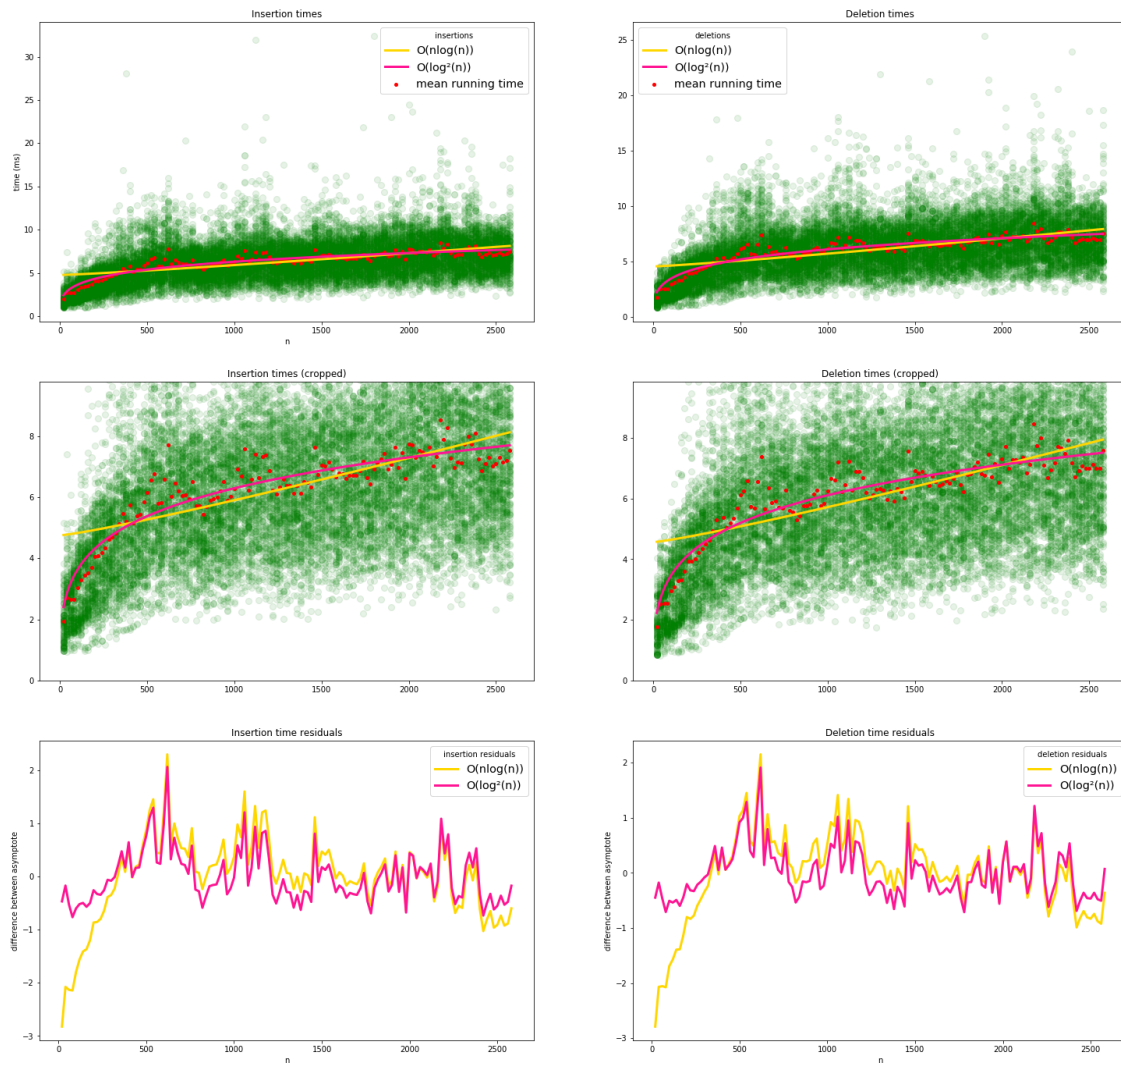 Insertion times
time (ms)
30
25
20
15
10
5
0
0
500
1000
1500
2000
2500
n
insertions
O(nlog(n))
O(log²(n))
mean running time
Deletion times
25
20
15
10
5
0
0
500
1000
1500
2000
2500
deletions
O(nlog(n))
O(log²(n))
mean running time
Insertion times (cropped)
8
6
4
2
0
0
500
1000
1500
2000
2500
Deletion times (cropped)
8
6
4
2
0
0
500
1000
1500
2000
2500
Insertion time residuals
difference between asymptote
2
1
0
−1
−2
−3
0
500
1000
1500
2000
2500
n
insertion residuals
O(nlog(n))
O(log²(n))
Deletion time residuals
difference between asymptote
2
1
0
−1
−2
−3
0
500
1000
1500
2000
2500
n
deletion residuals
O(nlog(n))
O(log²(n))